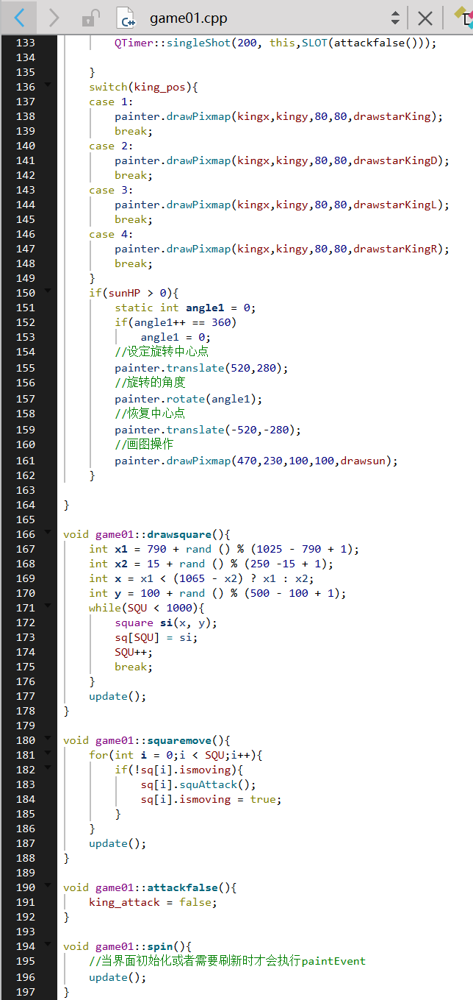 game01.cpp
133 QTimer::singleShot(200, this,SLOT(attackfalse()));
134
135 }
136 switch(king_pos){
137 case 1:
138 painter.drawPixmap(kingx,kingy,80,80,drawstarKing);
139 break;
140 case 2:
141 painter.drawPixmap(kingx,kingy,80,80,drawstarKingD);
142 break;
143 case 3:
144 painter.drawPixmap(kingx,kingy,80,80,drawstarKingL);
145 break;
146 case 4:
147 painter.drawPixmap(kingx,kingy,80,80,drawstarKingR);
148 break;
149 }
150 if(sunHP > 0){
151 static int angle1 = 0;
152 if(angle1++ == 360)
153 angle1 = 0;
154 //设定旋转中心点
155 painter.translate(520,280);
156 //旋转的角度
157 painter.rotate(angle1);
158 //恢复中心点
159 painter.translate(-520,-280);
160 //画图操作
161 painter.drawPixmap(470,230,100,100,drawsun);
162 }
163
164 }
165
166 void game01::drawsquare(){
167 int x1 = 790 + rand () % (1025 - 790 + 1);
168 int x2 = 15 + rand () % (250 -15 + 1);
169 int x = x1 < (1065 - x2) ? x1 : x2;
170 int y = 100 + rand () % (500 - 100 + 1);
171 while(SQU < 1000){
172 square si(x, y);
173 sq[SQU] = si;
174 SQU++;
175 break;
176 }
177 update();
178 }
179
180 void game01::squaremove(){
181 for(int i = 0;i < SQU;i++){
182 if(!sq[i].ismoving){
183 sq[i].squAttack();
184 sq[i].ismoving = true;
185 }
186 }
187 update();
188 }
189
190 void game01::attackfalse(){
191 king_attack = false;
192 }
193
194 void game01::spin(){
195 //当界面初始化或者需要刷新时才会执行paintEvent
196 update();
197 }